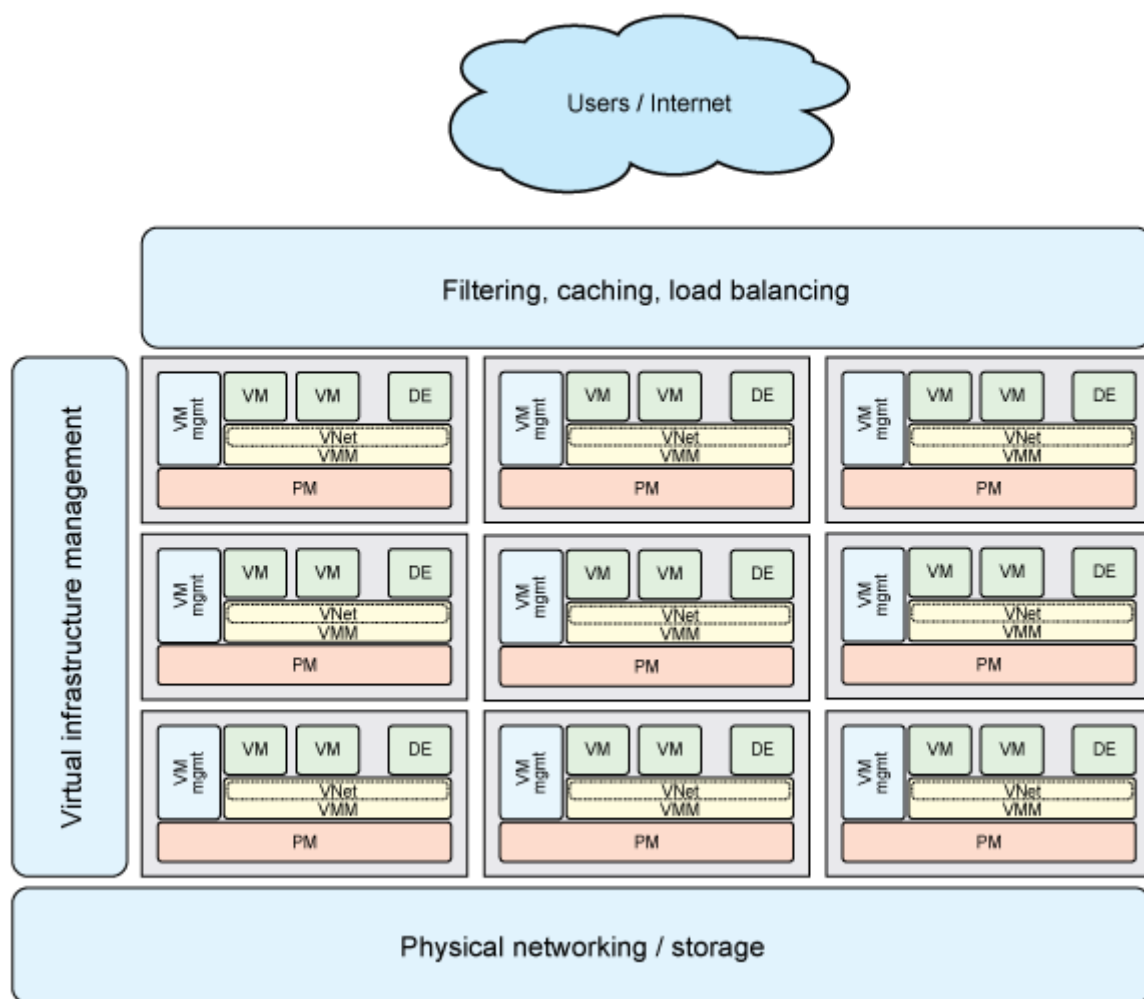 Users / Internet
Filtering, caching, load balancing
Virtual infrastructure management
VM mgmt
VM VM DE
VNet
VMM
PM
VM mgmt
VM VM DE
VNet
VMM
PM
VM mgmt
VM VM DE
VNet
VMM
PM
VM mgmt
VM VM DE
VNet
VMM
PM
VM mgmt
VM VM DE
VNet
VMM
PM
VM mgmt
VM VM DE
VNet
VMM
PM
VM mgmt
VM VM DE
VNet
VMM
PM
VM mgmt
VM VM DE
VNet
VMM
PM
VM mgmt
VM VM DE
VNet
VMM
PM
Physical networking / storage